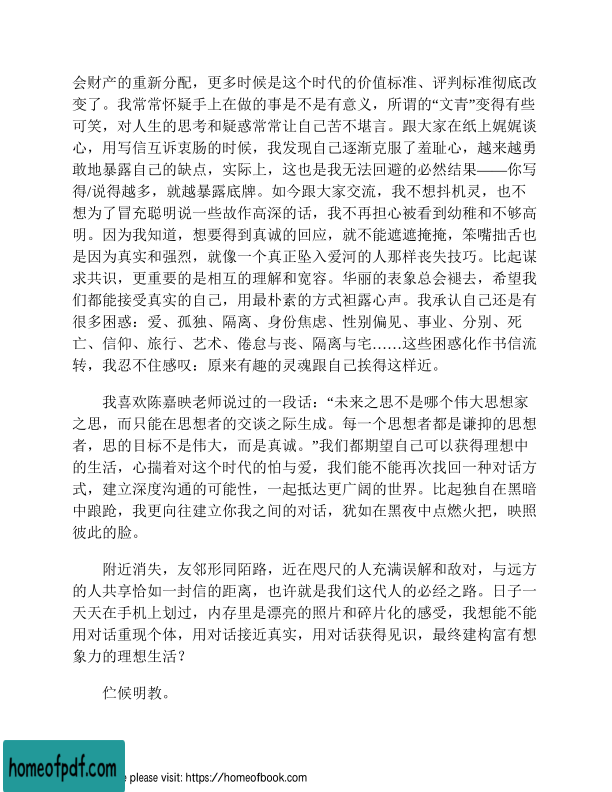 会财产的重新分配，更多时候是这个时代的价值标准、评判标准彻底改
变了。我常常怀疑手上在做的事是不是有意义，所谓的“文青”变得有些
可笑，对人生的思考和疑惑常常让自己苦不堪言。跟大家在纸上娓娓谈
心，用写信互诉衷肠的时候，我发现自己逐渐克服了羞耻心，越来越勇
敢地暴露自己的缺点，实际上，这也是我无法回避的必然结果——你写
得/说得越多，就越暴露底牌。如今跟大家交流，我不想抖机灵，也不
想为了冒充聪明说一些故作高深的话，我不再担心被看到幼稚和不够高
明。因为我知道，想要得到真诚的回应，就不能遮遮掩掩，笨嘴拙舌也
是因为真实和强烈，就像一个真正坠入爱河的人那样丧失技巧。比起谋
求共识，更重要的是相互的理解和宽容。华丽的表象总会褪去，希望我
们都能接受真实的自己，用最朴素的方式袒露心声。我承认自己还是有
很多困惑：爱、孤独、隔离、身份焦虑、性别偏见、事业、分别、死
亡、信仰、旅行、艺术、倦怠与丧、隔离与宅……这些困惑化作书信流
转，我忍不住感叹：原来有趣的灵魂跟自己挨得这样近。
我喜欢陈嘉映老师说过的一段话：“未来之思不是哪个伟大思想家
之思，而只能在思想者的交谈之际生成。每一个思想者都是谦抑的思想
者，思的目标不是伟大，而是真诚。”我们都期望自己可以获得理想中
的生活，心揣着对这个时代的怕与爱，我们能不能再次找回一种对话方
式，建立深度沟通的可能性，一起抵达更广阔的世界。比起独自在黑暗
中踉跄，我更向往建立你我之间的对话，犹如在黑夜中点燃火把，映照
彼此的脸。
附近消失，友邻形同陌路，近在咫尺的人充满误解和敌对，与远方
的人共享恰如一封信的距离，也许就是我们这代人的必经之路。日子一
天天在手机上划过，内存里是漂亮的照片和碎片化的感受，我想能不能
用对话重现个体，用对话接近真实，用对话获得见识，最终建构富有想
象力的理想生活？
伫候明教。
homeofpdf.com
please visit: https://homeofbook.com